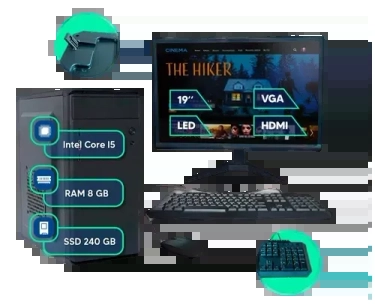 CINEMA
THE HIKER
19"
VGA
LED
HDMI
Intel Core I5
RAM 8 GB
SSD 240 GB